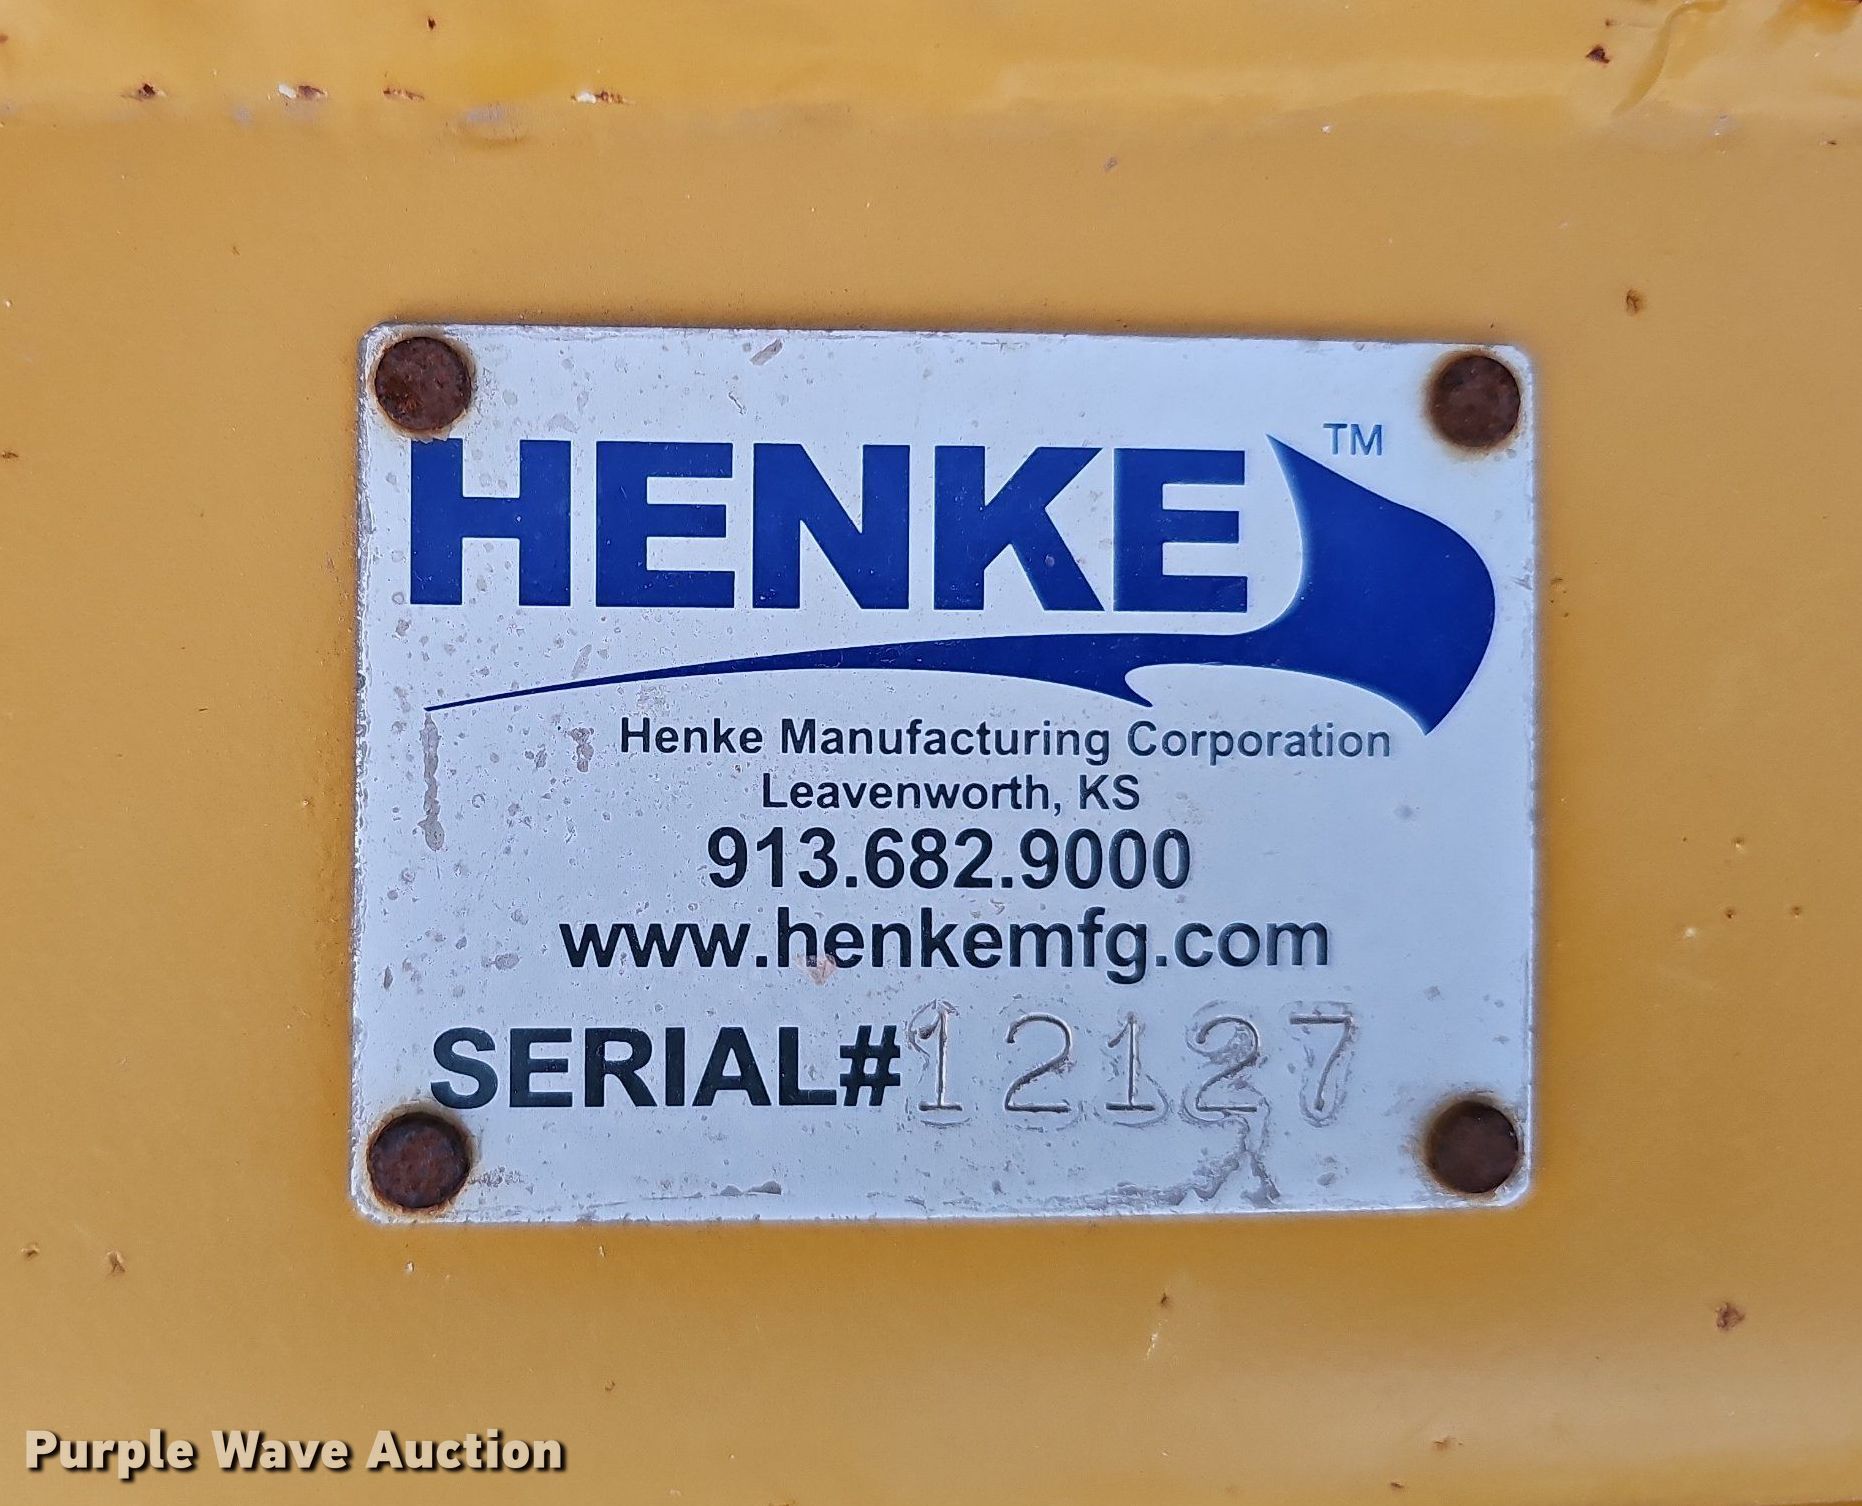 HENKE™
Henke Manufacturing Corporation
Leavenworth, KS
913.682.9000
www.henkemfg.com
SERIAL#12127
Purple Wave Auction